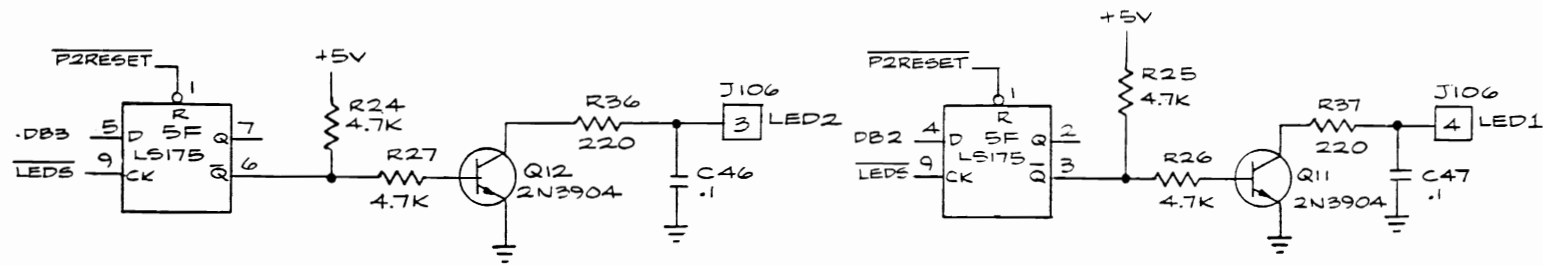 P2RESET
1
R
5F
LS175
.DB3
5
D
Q
7
LEDS
9
CK
Q
6
+5V
R24
4.7K
R27
4.7K
Q12
2N3904
R36
220
C46
.1
J106
3
LED2
P2RESET
1
R
5F
LS175
DB2
4
D
Q
2
LEDS
9
CK
Q
3
+5V
R25
4.7K
R26
4.7K
Q11
2N3904
R37
220
C47
.1
J106
4
LED1